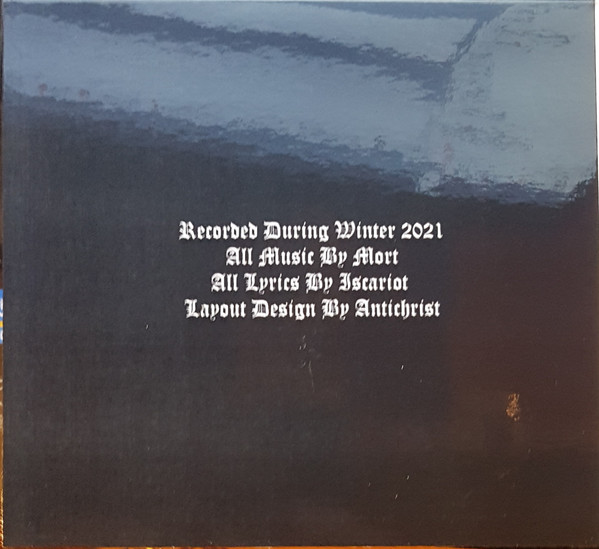 Recorded During Winter 2021
All Music By Mort
All Lyrics By Iscariot
Layout Design By Antichrist